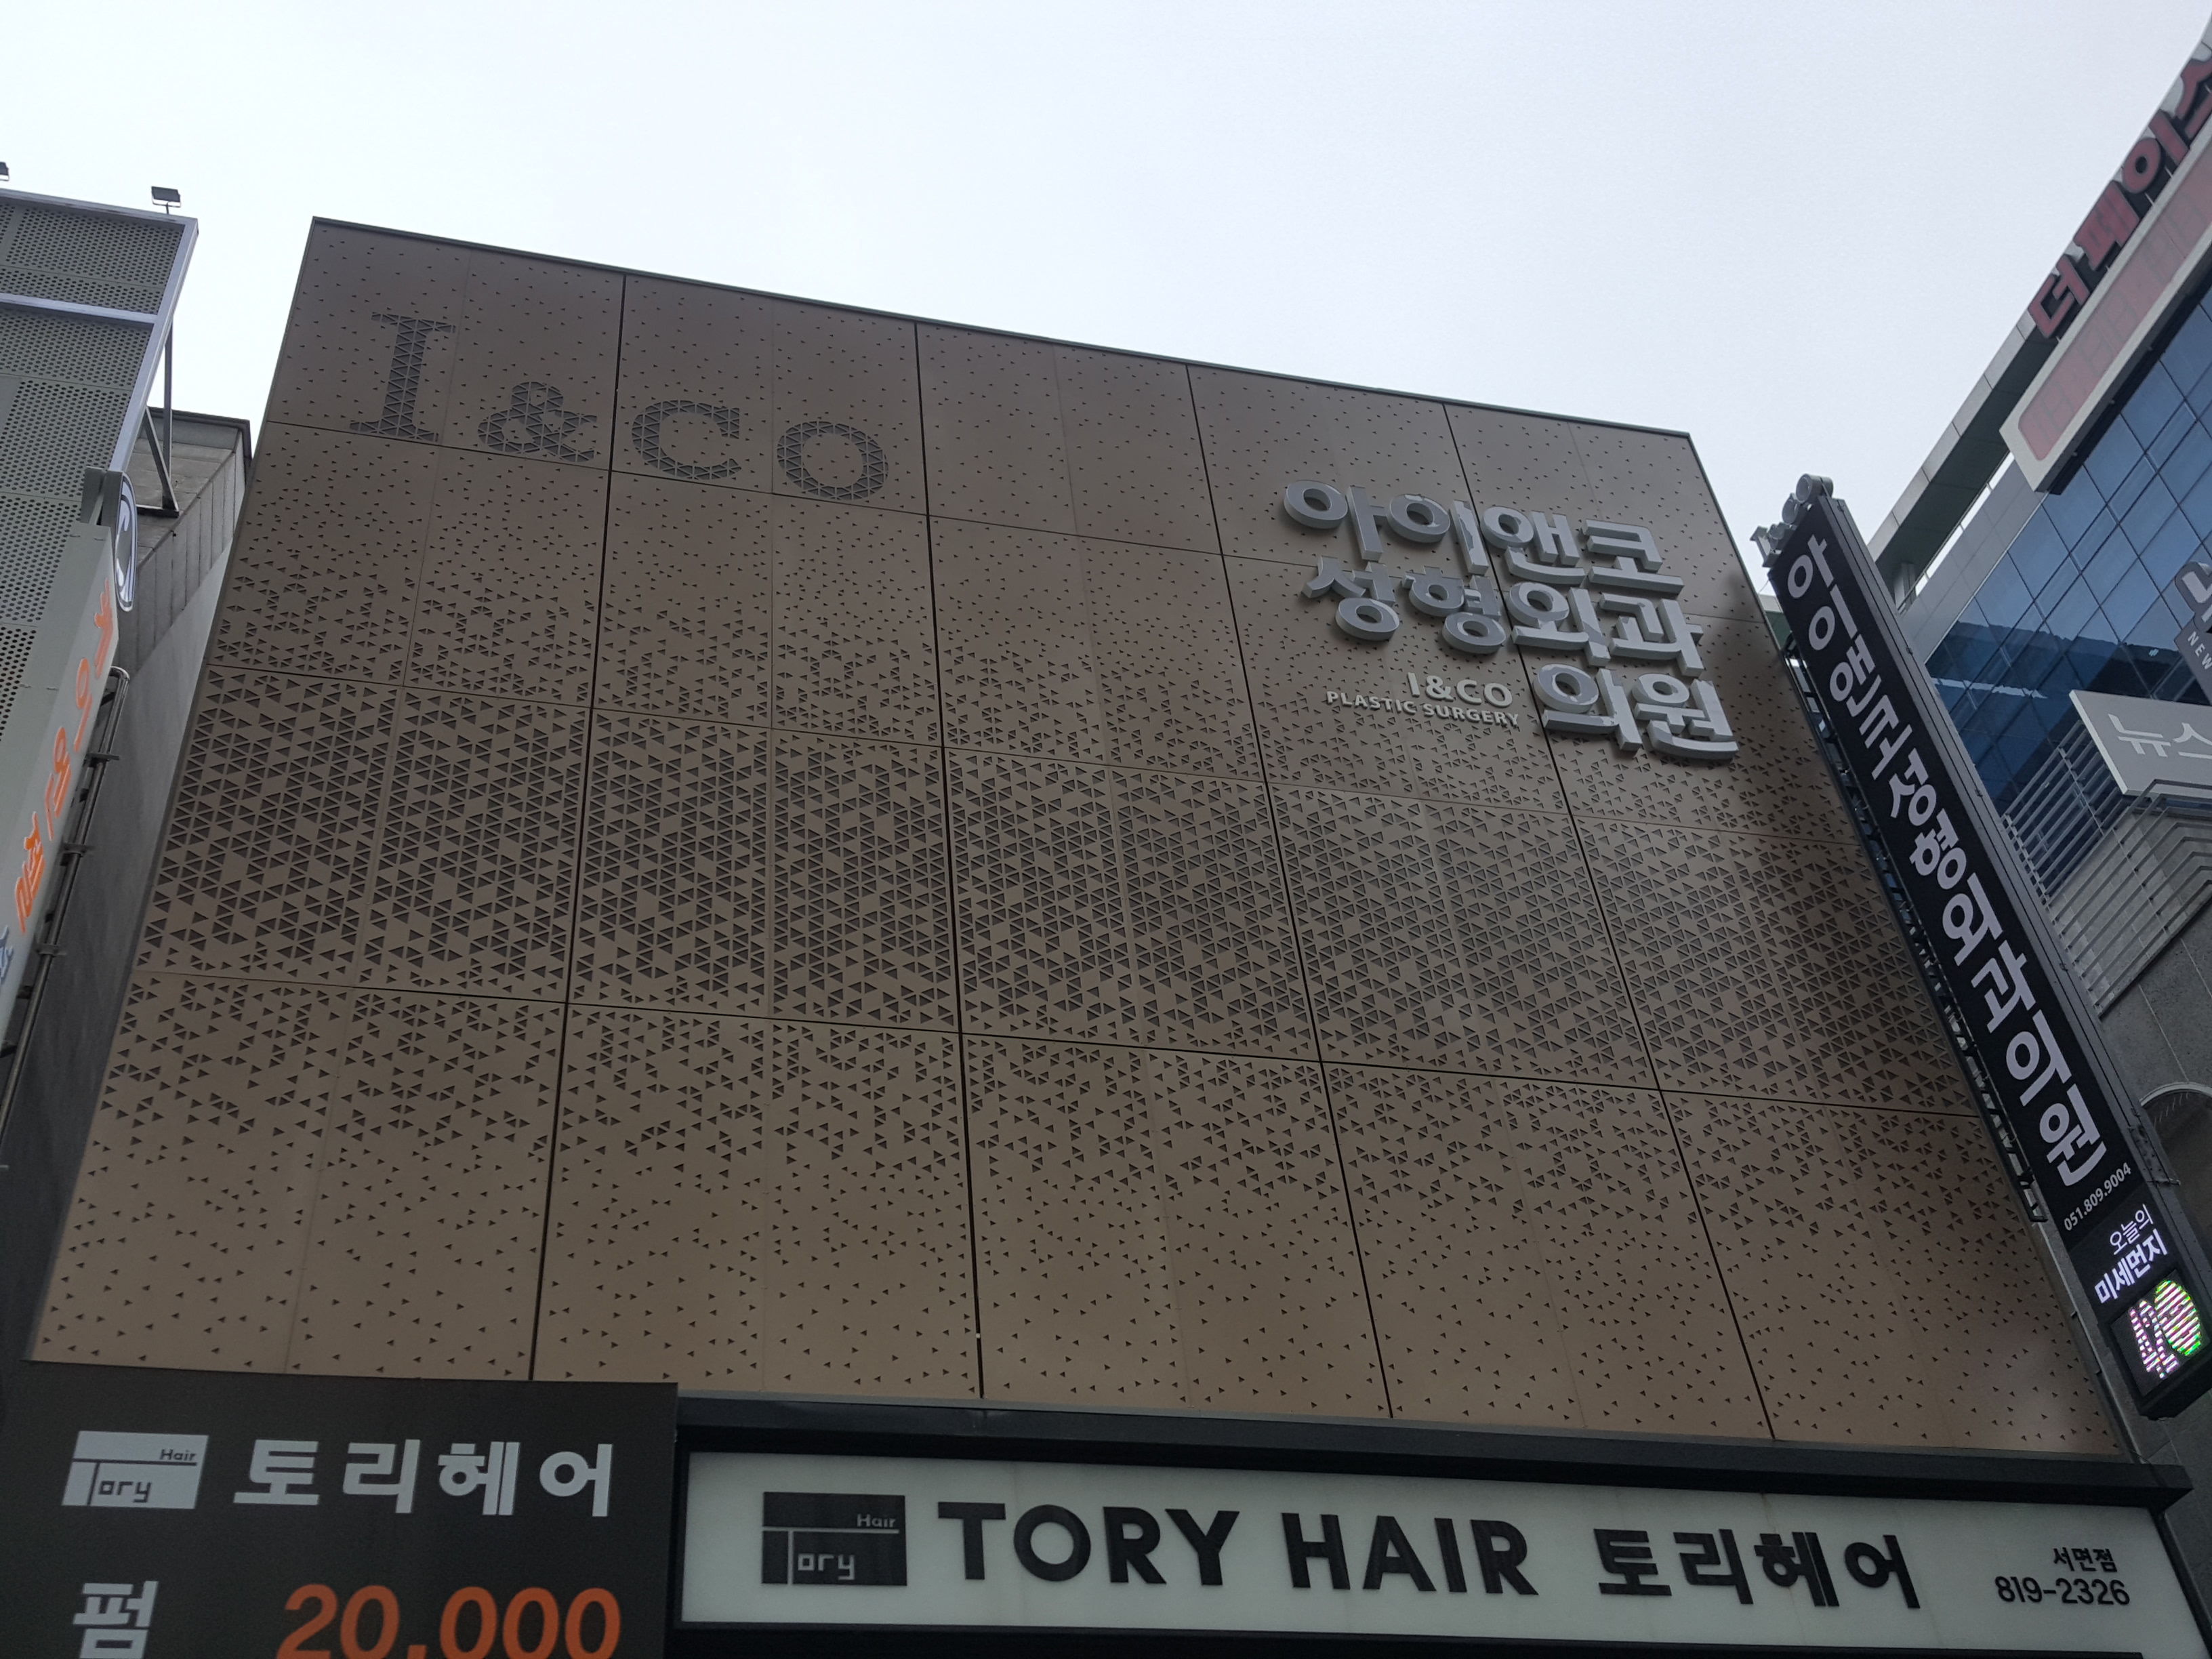 I&CO
아이앤코
성형외과
의원
I&CO
PLASTIC SURGERY
아이앤코성형외과의원
051.809.9004
오늘의
미세먼지
더페이스
뉴스
NEW
Hair
Tory
토리헤어
펌 20,000
Hair
Tory
TORY HAIR 토리헤어
서면점
819-2326